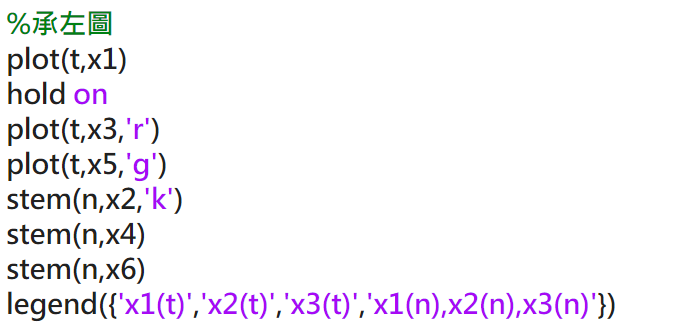 %承左圖
plot(t,x1)
hold on
plot(t,x3,'r')
plot(t,x5,'g')
stem(n,x2,'k')
stem(n,x4)
stem(n,x6)
legend({'x1(t)','x2(t)','x3(t)','x1(n),x2(n),x3(n)'})